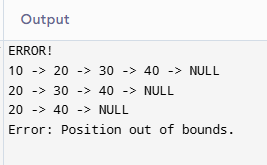 Output
ERROR!
10 -> 20 -> 30 -> 40 -> NULL
20 -> 30 -> 40 -> NULL
20 -> 40 -> NULL
Error: Position out of bounds.